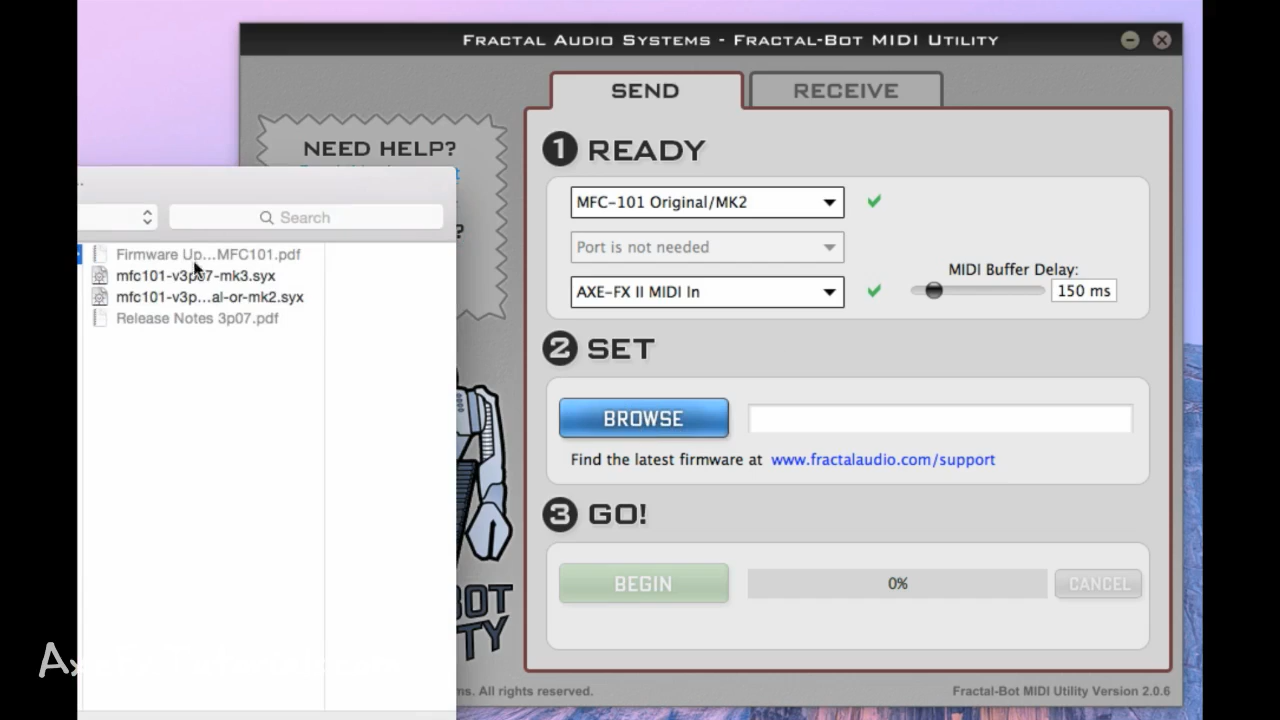 Fractal Audio Systems - Fractal-Bot MIDI Utility
SEND
RECEIVE
NEED HELP?
1 READY
MFC-101 Original/MK2
Port is not needed
AXE-FX II MIDI In
MIDI Buffer Delay:
150 ms
Search
Firmware Up...MFC101.pdf
mfc101-v3p07-mk3.syx
mfc101-v3p...al-or-mk2.syx
Release Notes 3p07.pdf
2 SET
BROWSE
Find the latest firmware at www.fractalaudio.com/support
3 GO!
BEGIN
0%
CANCEL
All rights reserved.
Fractal-Bot MIDI Utility Version 2.0.6